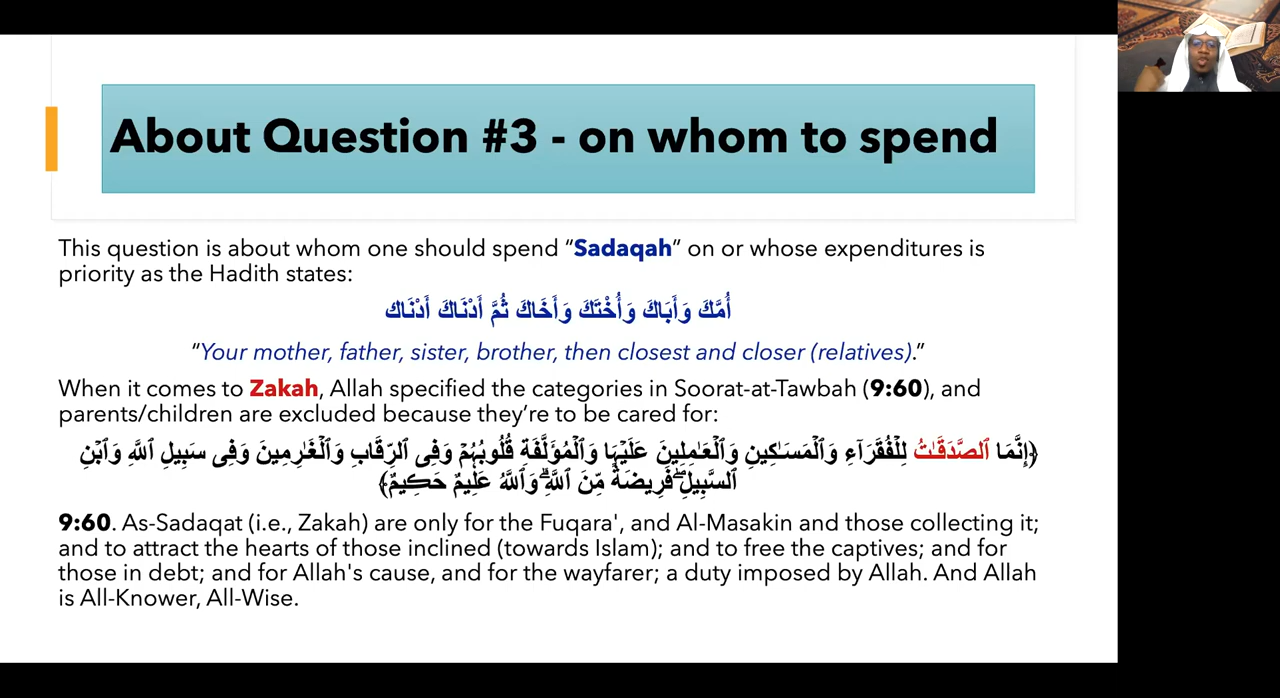 About Question #3 - on whom to spend
This question is about whom one should spend “Sadaqah” on or whose expenditures is
priority as the Hadith states:
أُمَّكَ وَأَبَاكَ وَأُخْتَكَ وَأَخَاكَ ثُمَّ أَدْنَاكَ أَدْنَاكَ
“Your mother, father, sister, brother, then closest and closer (relatives).”
When it comes to Zakah, Allah specified the categories in Soorat-at-Tawbah (9:60), and
parents/children are excluded because they’re to be cared for:
﴿إِنَّمَا ٱلصَّدَقَـٰتُ لِلْفُقَرَآءِ وَٱلْمَسَـٰكِينِ وَٱلْعَـٰمِلِينَ عَلَيْهَا وَٱلْمُؤَلَّفَةِ قُلُوبُهُمْ وَفِى ٱلرِّقَابِ وَٱلْغَـٰرِمِينَ وَفِى سَبِيلِ ٱللَّهِ وَٱبْنِ
ٱلسَّبِيلِ ۖ فَرِيضَةً مِّنَ ٱللَّهِ ۗ وَٱللَّهُ عَلِيمٌ حَكِيمٌ﴾
9:60. As-Sadaqat (i.e., Zakah) are only for the Fuqara', and Al-Masakin and those collecting it;
and to attract the hearts of those inclined (towards Islam); and to free the captives; and for
those in debt; and for Allah's cause, and for the wayfarer; a duty imposed by Allah. And Allah
is All-Knower, All-Wise.